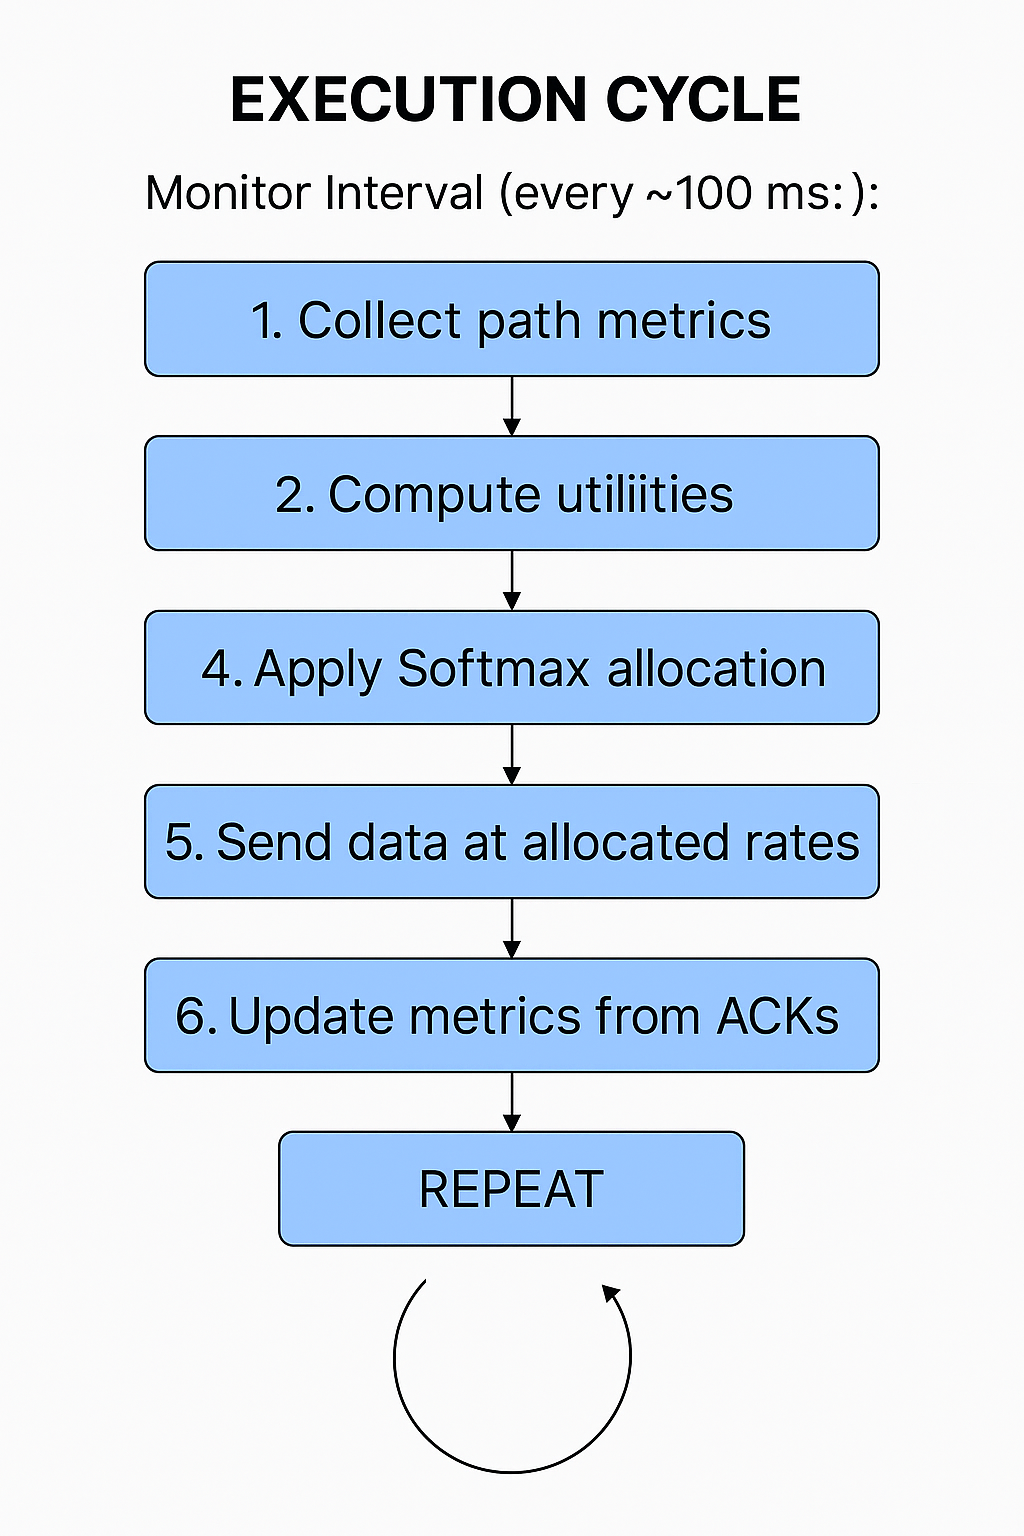 EXECUTION CYCLE
Monitor Interval (every ~100 ms: ):
1. Collect path metrics
2. Compute utiliities
4. Apply Softmax allocation
5. Send data at allocated rates
6. Update metrics from ACKs
REPEAT